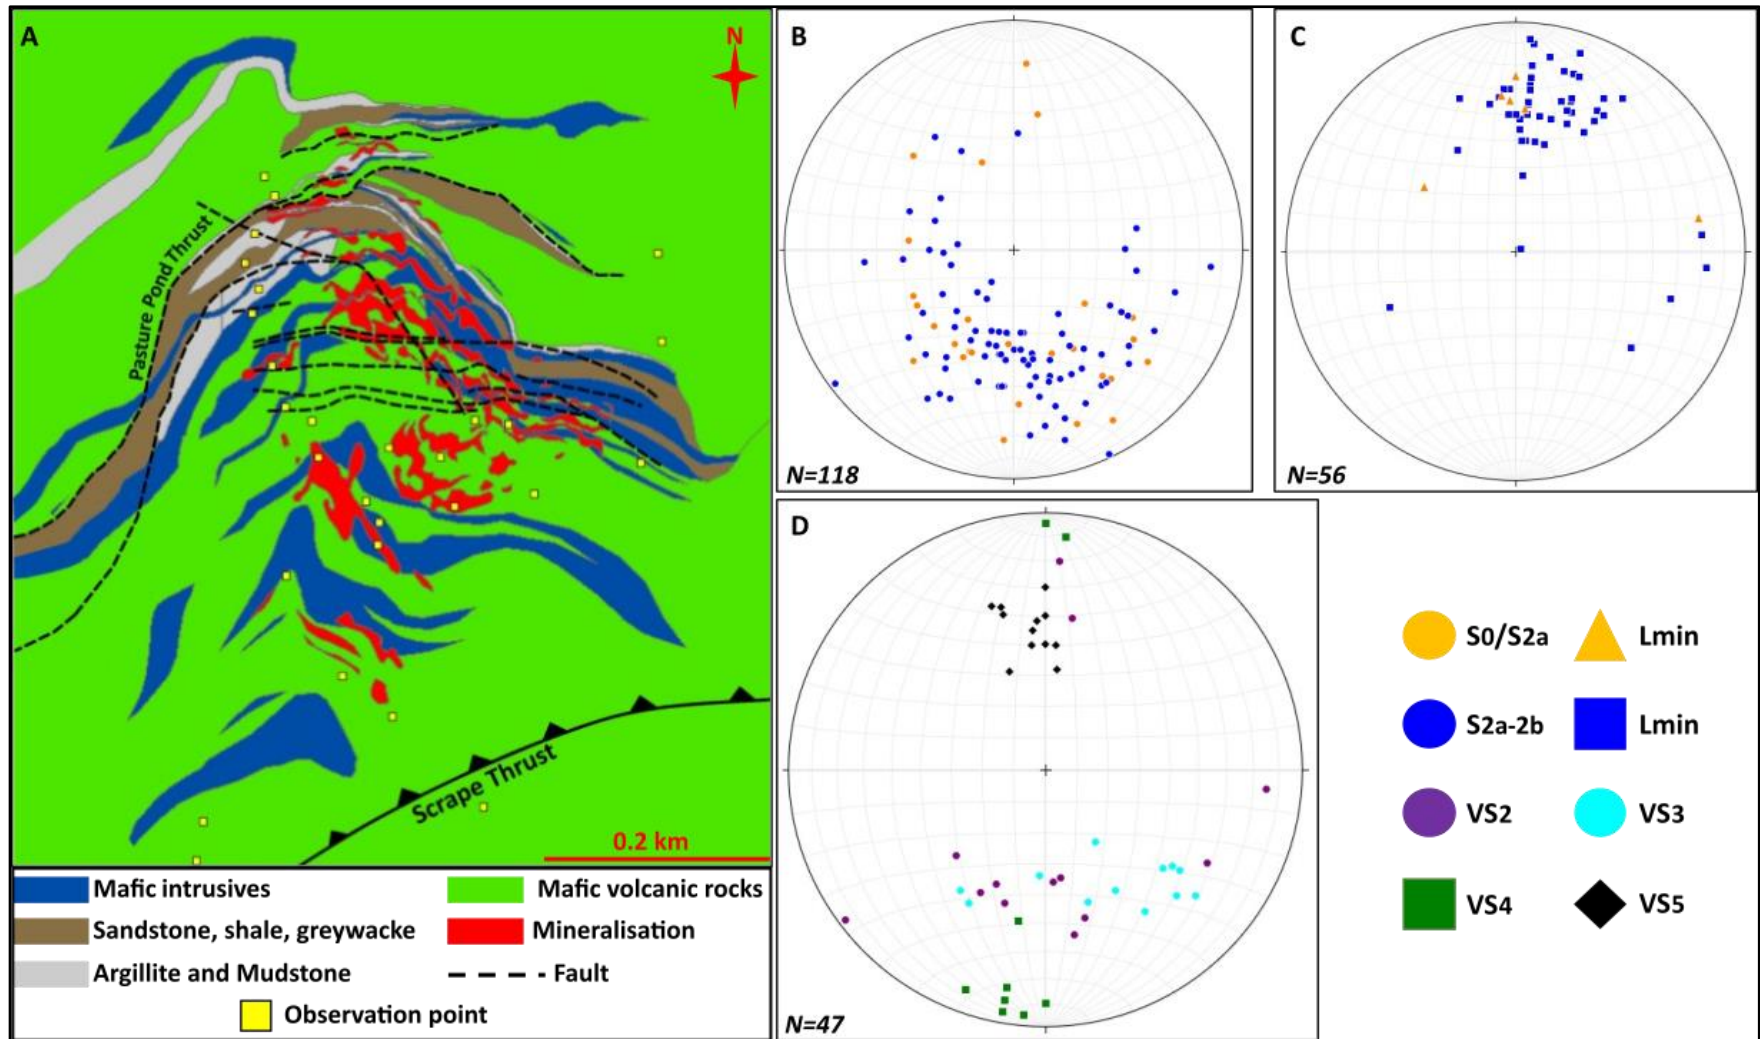 A
N
Pasture Pond Thrust
Scrape Thrust
0.2 km
Mafic intrusives
Mafic volcanic rocks
Sandstone, shale, greywacke
Mineralisation
Argillite and Mudstone
Fault
Observation point
B
N=118
C
N=56
D
N=47
S0/S2a
Lmin
S2a-2b
Lmin
VS2
VS3
VS4
VS5